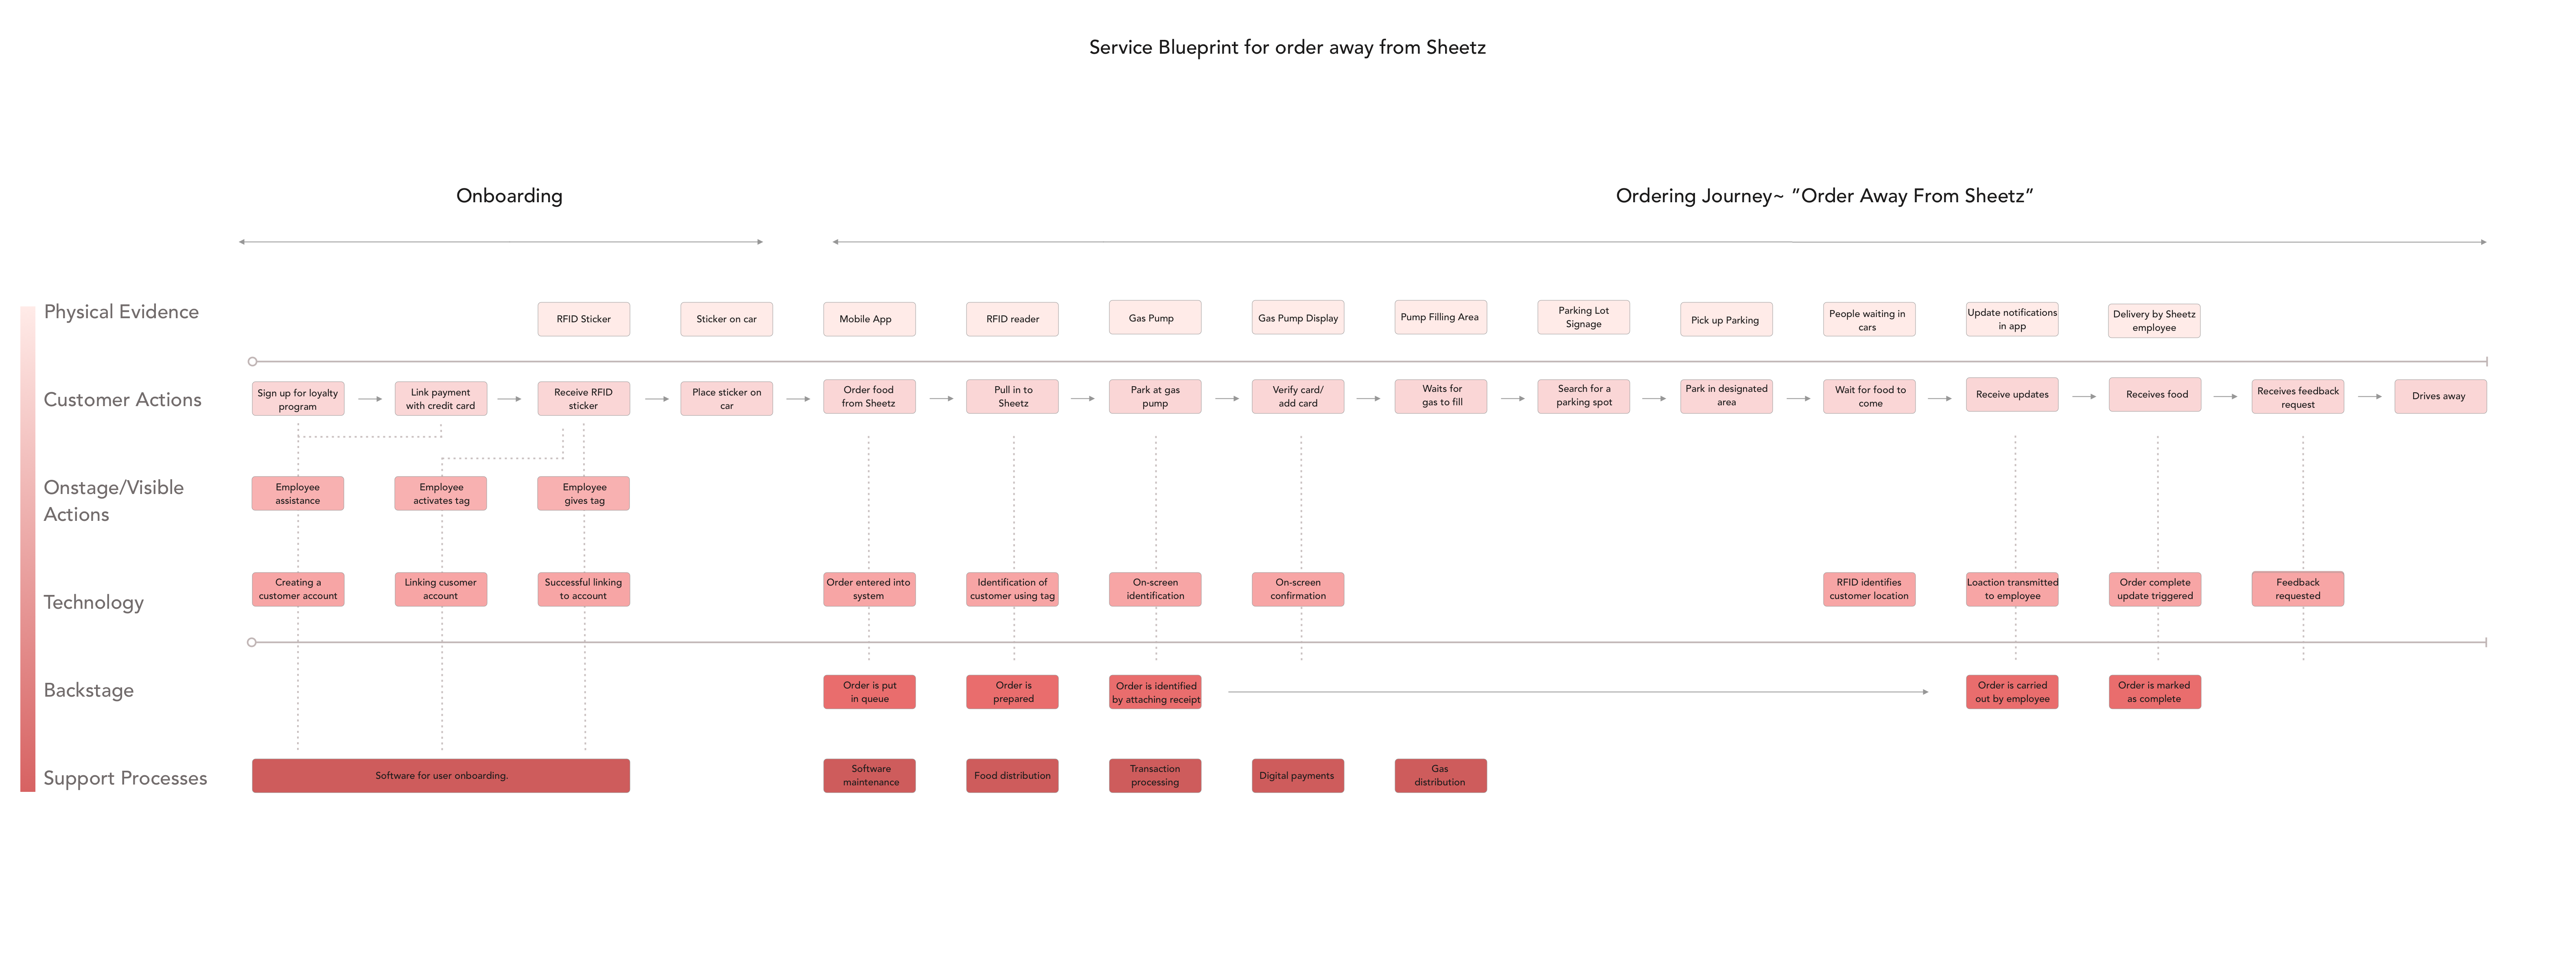 Service Blueprint for order away from Sheetz
Onboarding
Ordering Journey~ “Order Away From Sheetz”
Physical Evidence
RFID Sticker
Sticker on car
Mobile App
RFID reader
Gas Pump
Gas Pump Display
Pump Filling Area
Parking Lot
Signage
Pick up Parking
People waiting in
cars
Update notifications
in app
Delivery by Sheetz
employee
Customer Actions
Sign up for loyalty
program
Link payment
with credit card
Receive RFID
sticker
Place sticker on
car
Order food
from Sheetz
Pull in to
Sheetz
Park at gas
pump
Verify card/
add card
Waits for
gas to fill
Search for a
parking spot
Park in designated
area
Wait for food to
come
Receive updates
Receives food
Receives feedback
request
Drives away
Onstage/Visible
Actions
Employee
assistance
Employee
activates tag
Employee
gives tag
Technology
Creating a
customer account
Linking cusomer
account
Successful linking
to account
Order entered into
system
Identification of
customer using tag
On-screen
identification
On-screen
confirmation
RFID identifies
customer location
Loaction transmitted
to employee
Order complete
update triggered
Feedback
requested
Backstage
Order is put
in queue
Order is
prepared
Order is identified
by attaching receipt
Order is carried
out by employee
Order is marked
as complete
Support Processes
Software for user onboarding.
Software
maintenance
Food distribution
Transaction
processing
Digital payments
Gas
distribution